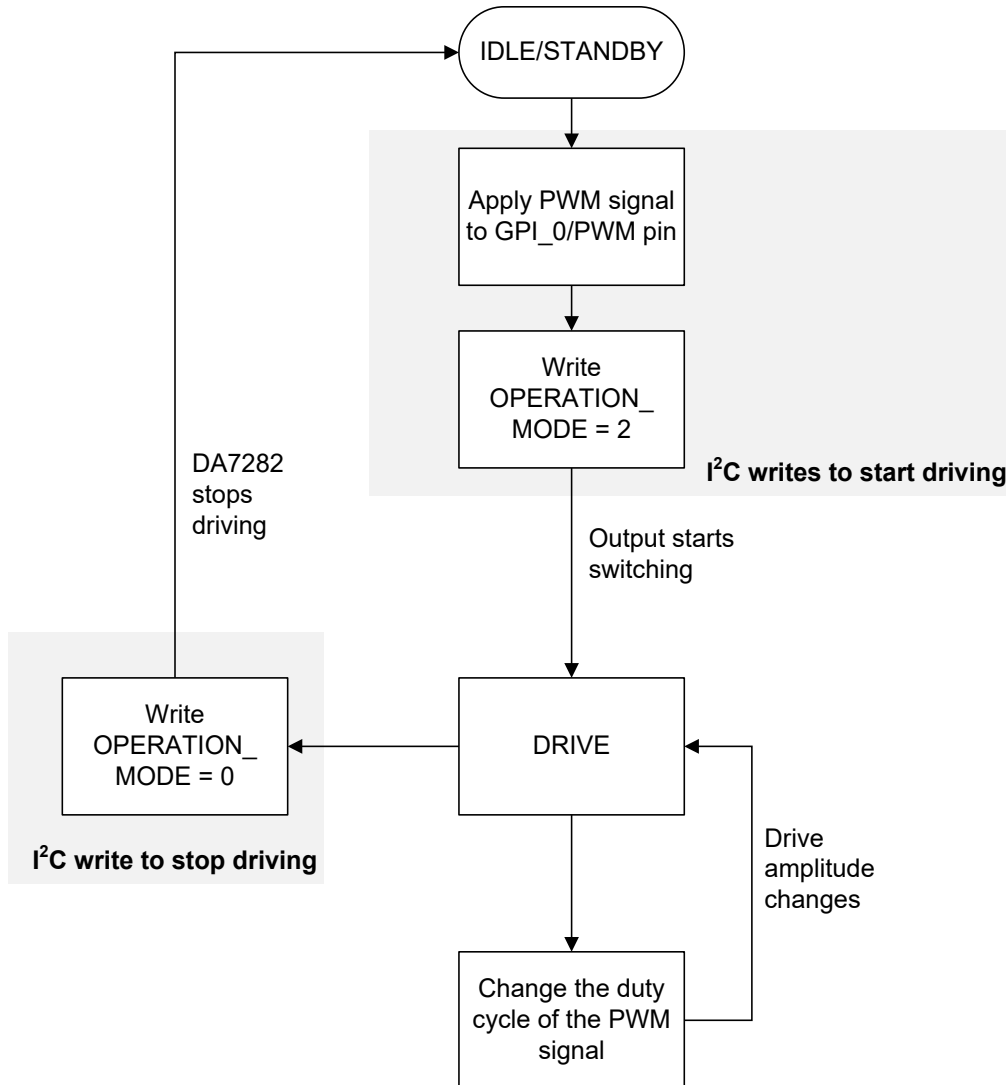 IDLE/STANDBY
Apply PWM signal
to GPI_0/PWM pin
Write
OPERATION_
MODE = 2
I²C writes to start driving
DA7282
stops
driving
Output starts
switching
Write
OPERATION_
MODE = 0
I²C write to stop driving
DRIVE
Drive
amplitude
changes
Change the duty
cycle of the PWM
signal